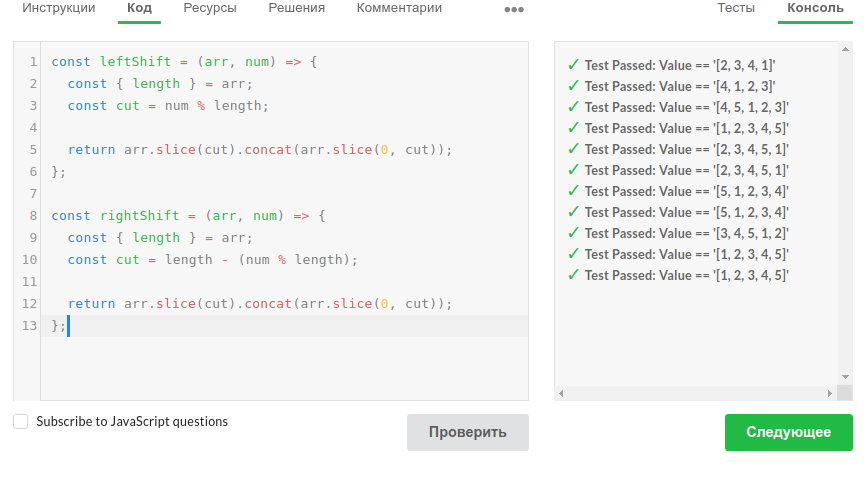 Инструкции Код Ресурсы Решения Комментарии •••
Тесты Консоль
1 const leftShift = (arr, num) => {
2   const { length } = arr;
3   const cut = num % length;
4
5   return arr.slice(cut).concat(arr.slice(0, cut));
6 };
7
8 const rightShift = (arr, num) => {
9   const { length } = arr;
10   const cut = length - (num % length);
11
12   return arr.slice(cut).concat(arr.slice(0, cut));
13 };
✓ Test Passed: Value == '[2, 3, 4, 1]'
✓ Test Passed: Value == '[4, 1, 2, 3]'
✓ Test Passed: Value == '[4, 5, 1, 2, 3]'
✓ Test Passed: Value == '[1, 2, 3, 4, 5]'
✓ Test Passed: Value == '[2, 3, 4, 5, 1]'
✓ Test Passed: Value == '[2, 3, 4, 5, 1]'
✓ Test Passed: Value == '[5, 1, 2, 3, 4]'
✓ Test Passed: Value == '[5, 1, 2, 3, 4]'
✓ Test Passed: Value == '[3, 4, 5, 1, 2]'
✓ Test Passed: Value == '[1, 2, 3, 4, 5]'
✓ Test Passed: Value == '[1, 2, 3, 4, 5]'
Subscribe to JavaScript questions
Проверить
Следующее